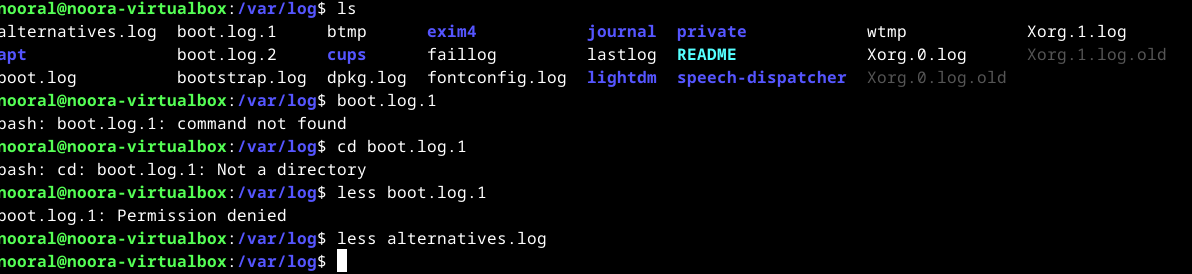 nooral@noora-virtualbox:/var/log$ ls
alternatives.log boot.log.1 btmp exim4 journal private wtmp Xorg.1.log
apt boot.log.2 cups faillog lastlog README Xorg.0.log Xorg.1.log.old
boot.log bootstrap.log dpkg.log fontconfig.log lightdm speech-dispatcher Xorg.0.log.old
nooral@noora-virtualbox:/var/log$ boot.log.1
bash: boot.log.1: command not found
nooral@noora-virtualbox:/var/log$ cd boot.log.1
bash: cd: boot.log.1: Not a directory
nooral@noora-virtualbox:/var/log$ less boot.log.1
boot.log.1: Permission denied
nooral@noora-virtualbox:/var/log$ less alternatives.log
nooral@noora-virtualbox:/var/log$